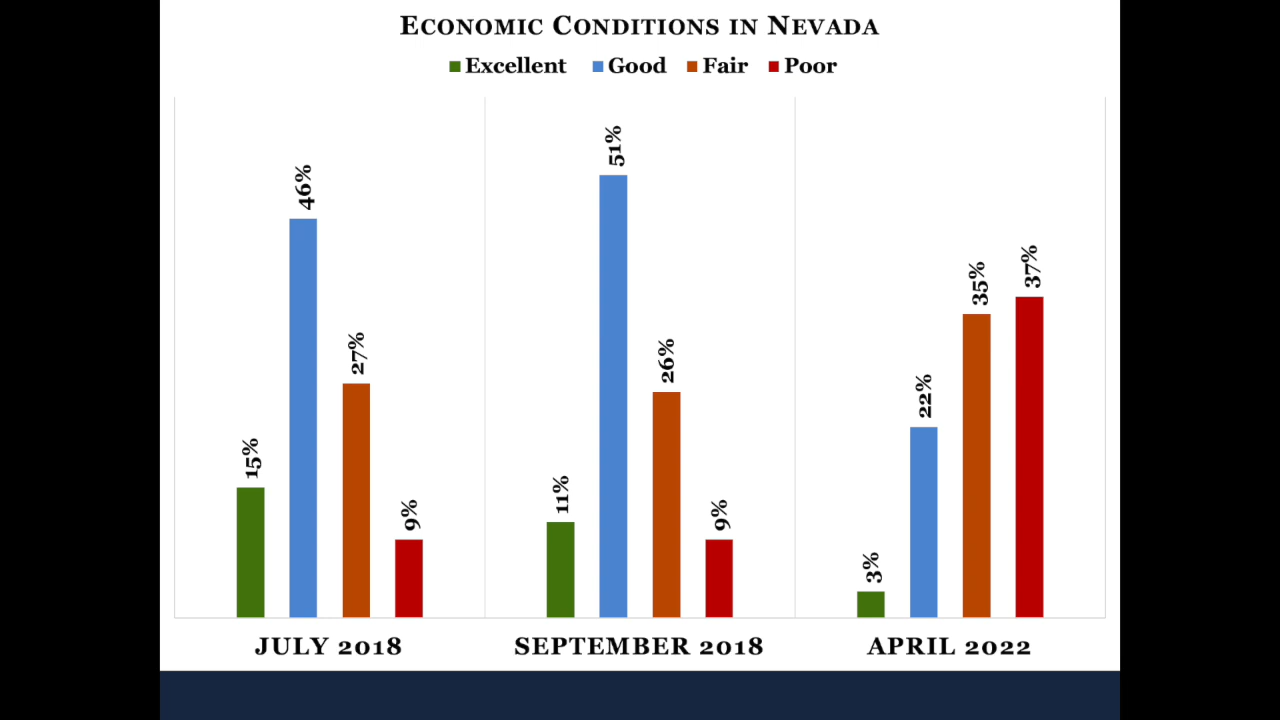 Economic Conditions in Nevada
Excellent Good Fair Poor
15% 46% 27% 9%
11% 51% 26% 9%
3% 22% 35% 37%
JULY 2018 SEPTEMBER 2018 APRIL 2022